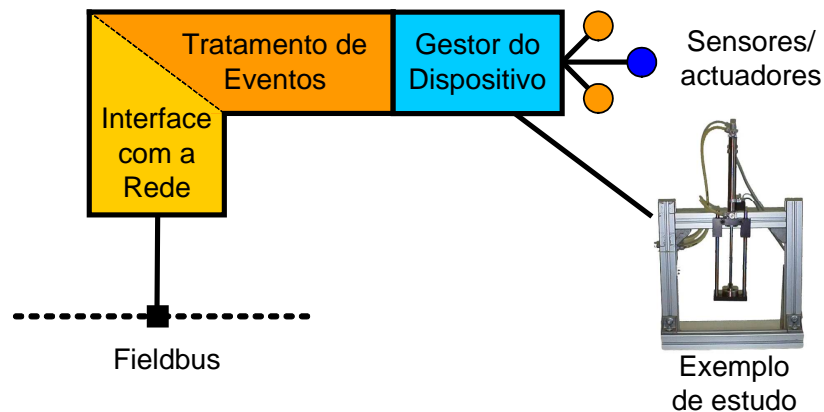 Tratamento de
Eventos
Gestor do
Dispositivo
Sensores/
actuadores
Interface
com a
Rede
Fieldbus
Exemplo
de estudo